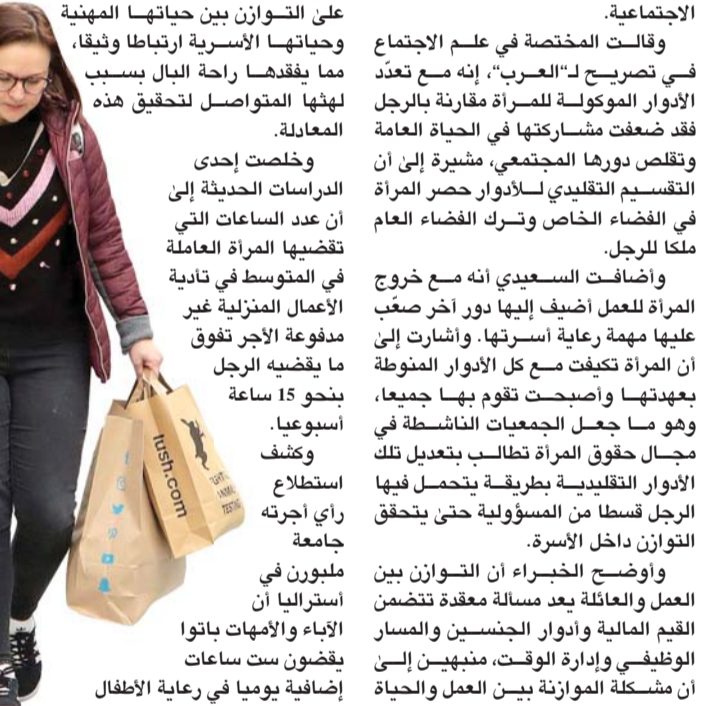 الاجتماعية.
وقالت المختصة في علم الاجتماع
في تصريح لـ“العرب”، إنه مع تعدّد
الأدوار الموكولة للمرأة مقارنة بالرجل
فقد ضعفت مشاركتها في الحياة العامة
وتقلص دورها المجتمعي، مشيرة إلىٰ أن
التقسيم التقليدي للأدوار حصر المرأة
في الفضاء الخاص وترك الفضاء العام
ملكا للرجل.
وأضافت السعيدي أنه مع خروج
المرأة للعمل أضيف إليها دور آخر صعّب
عليها مهمة رعاية أسرتها. وأشارت إلىٰ
أن المرأة تكيفت مع كل الأدوار المنوطة
بعهدتها وأصبحت تقوم بها جميعا،
وهو ما جعل الجمعيات الناشطة في
مجال حقوق المرأة تطالب بتعديل تلك
الأدوار التقليدية بطريقة يتحمل فيها
الرجل قسطا من المسؤولية حتىٰ يتحقق
التوازن داخل الأسرة.
وأوضح الخبراء أن التوازن بين
العمل والعائلة يعد مسألة معقدة تتضمن
القيم المالية وأدوار الجنسين والمسار
الوظيفي وإدارة الوقت، منبهين إلىٰ
أن مشكلة الموازنة بين العمل والحياة
علىٰ التوازن بين حياتها المهنية
وحياتها الأسرية ارتباطا وثيقا،
مما يفقدها راحة البال بسبب
لهثها المتواصل لتحقيق هذه
المعادلة.
وخلصت إحدى
الدراسات الحديثة إلىٰ
أن عدد الساعات التي
تقضيها المرأة العاملة
في المتوسط في تأدية
الأعمال المنزلية غير
مدفوعة الأجر تفوق
ما يقضيه الرجل
بنحو 15 ساعة
أسبوعيا.
وكشف
استطلاع
رأي أجرته
جامعة
ملبورن في
أستراليا أن
الآباء والأمهات باتوا
يقضون ست ساعات
إضافية يوميا في رعاية الأطفال
lush.com